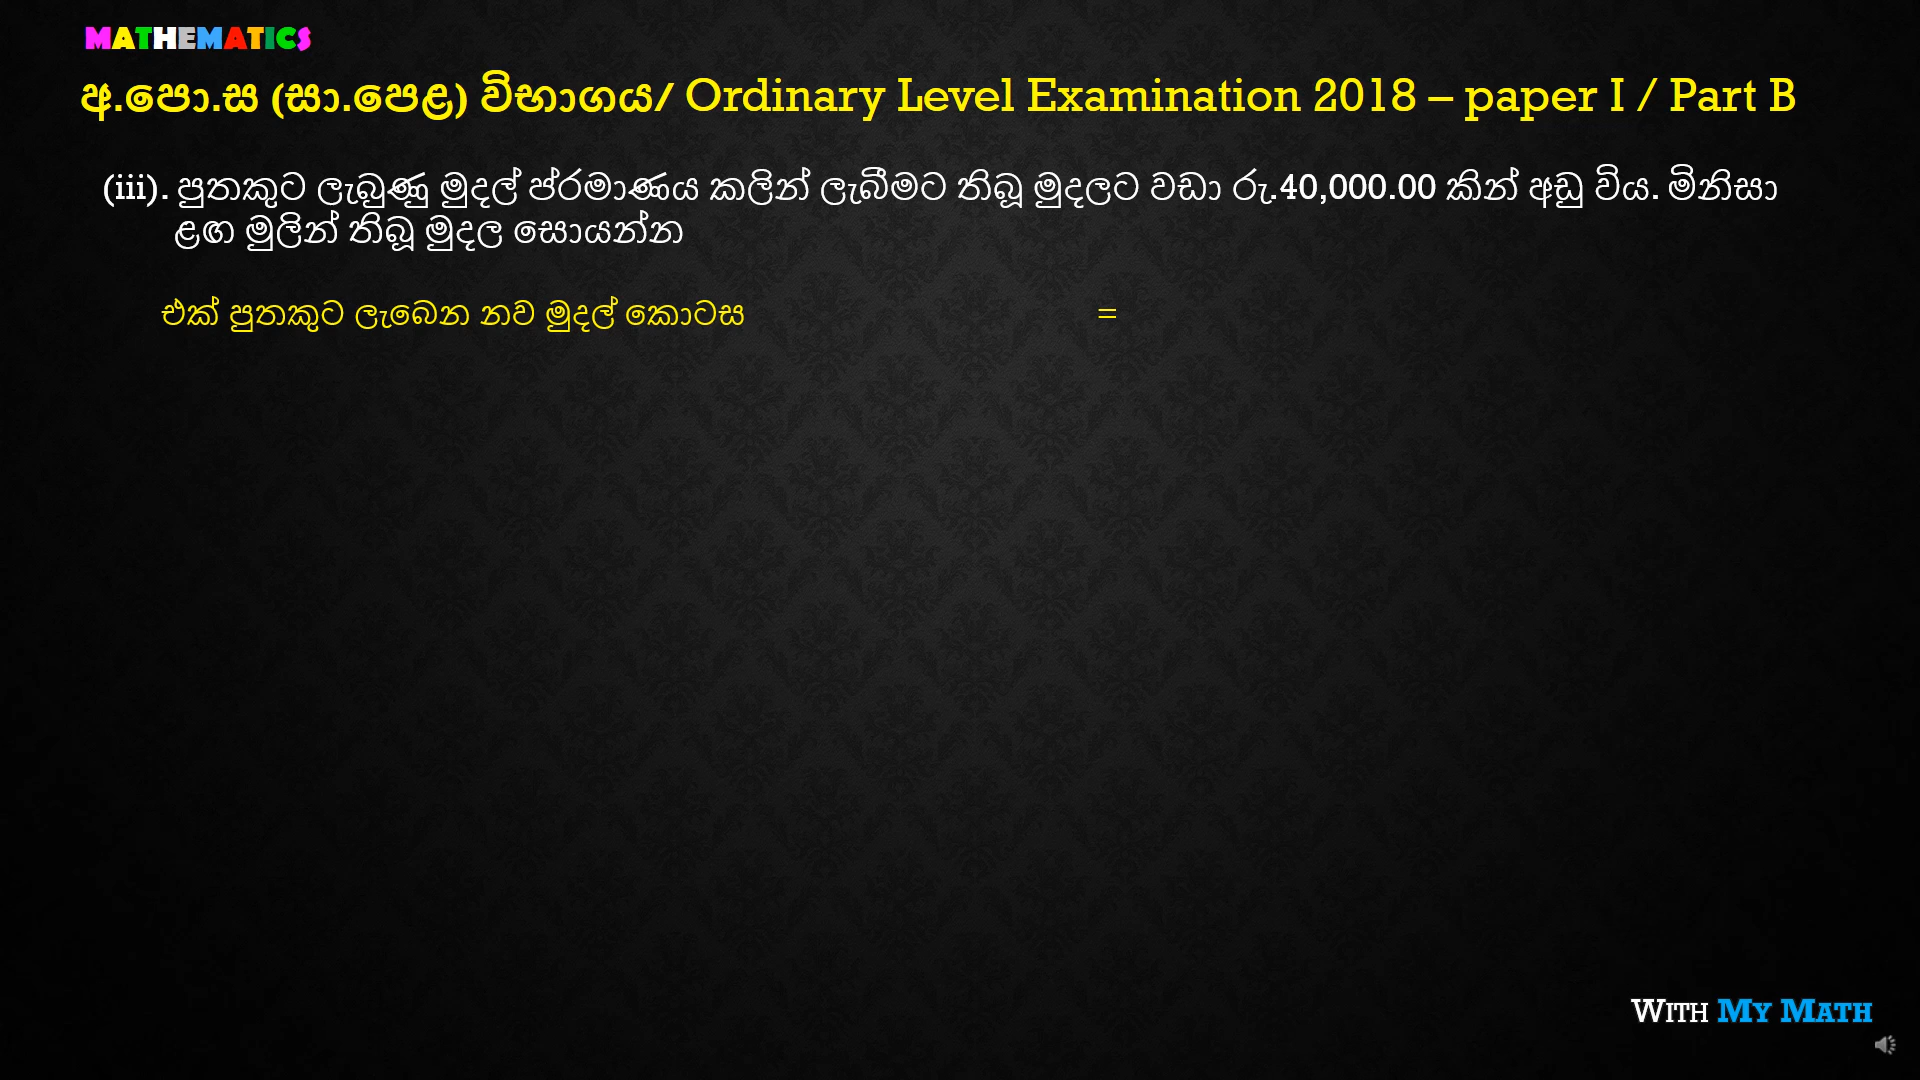 MATHEMATICS
අ.පො.ස (සා.පෙළ) විභාගය/ Ordinary Level Examination 2018 – paper I / Part B
(iii). පුතකුට ලැබුණු මුදල් ප්රමාණය කලින් ලැබීමට තිබූ මුදලට වඩා රු.40,000.00 කින් අඩු විය. මිනිසා
ළඟ මුලින් තිබූ මුදල සොයන්න
එක් පුතකුට ලැබෙන නව මුදල් කොටස =
WITH MY MATH